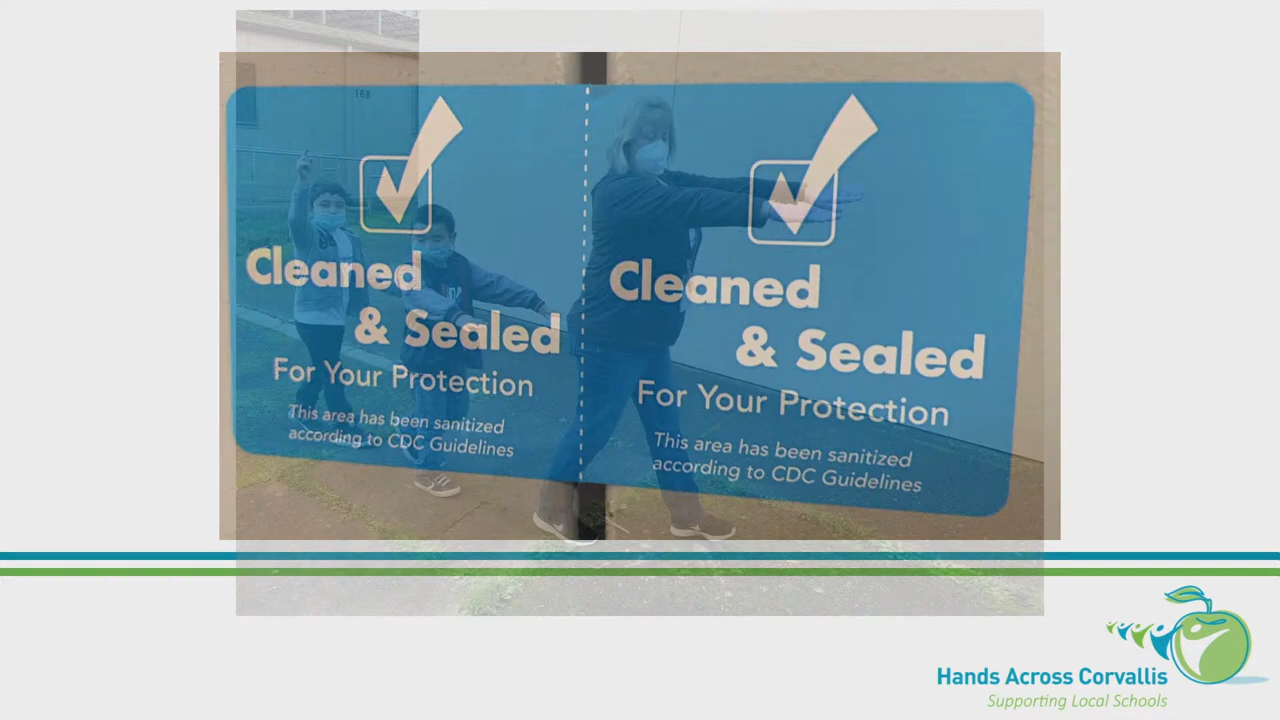 168
Cleaned
& Sealed
For Your Protection
This area has been sanitized
according to CDC Guidelines
Cleaned
& Sealed
For Your Protection
This area has been sanitized
according to CDC Guidelines
Hands Across Corvallis
Supporting Local Schools